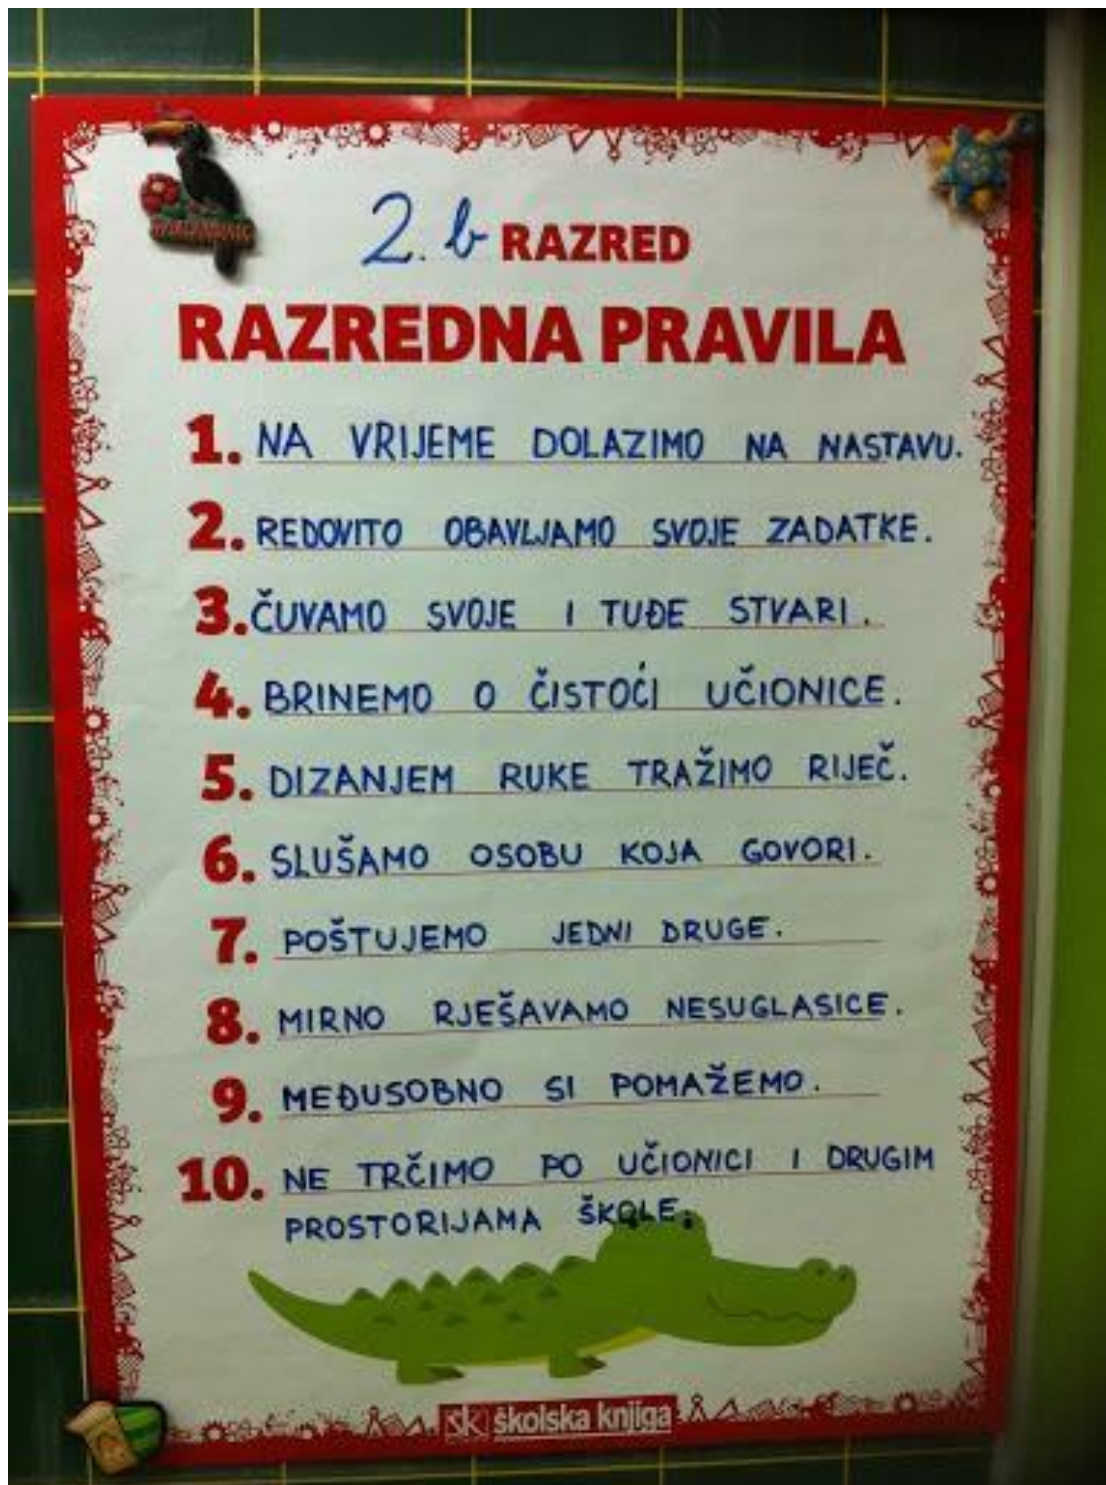 2. b RAZRED
RAZREDNA PRAVILA
1. NA VRIJEME DOLAZIMO NA NASTAVU.
2. REDOVITO OBAVLJAMO SVOJE ZADATKE.
3. ČUVAMO SVOJE I TUĐE STVARI.
4. BRINEMO O ČISTOĆI UČIONICE.
5. DIZANJEM RUKE TRAŽIMO RIJEČ.
6. SLUŠAMO OSOBU KOJA GOVORI.
7. POŠTUJEMO JEDNI DRUGE.
8. MIRNO RJEŠAVAMO NESUGLASICE.
9. MEĐUSOBNO SI POMAŽEMO.
10. NE TRČIMO PO UČIONICI I DRUGIM
PROSTORIJAMA ŠKOLE.
SK školska knjiga